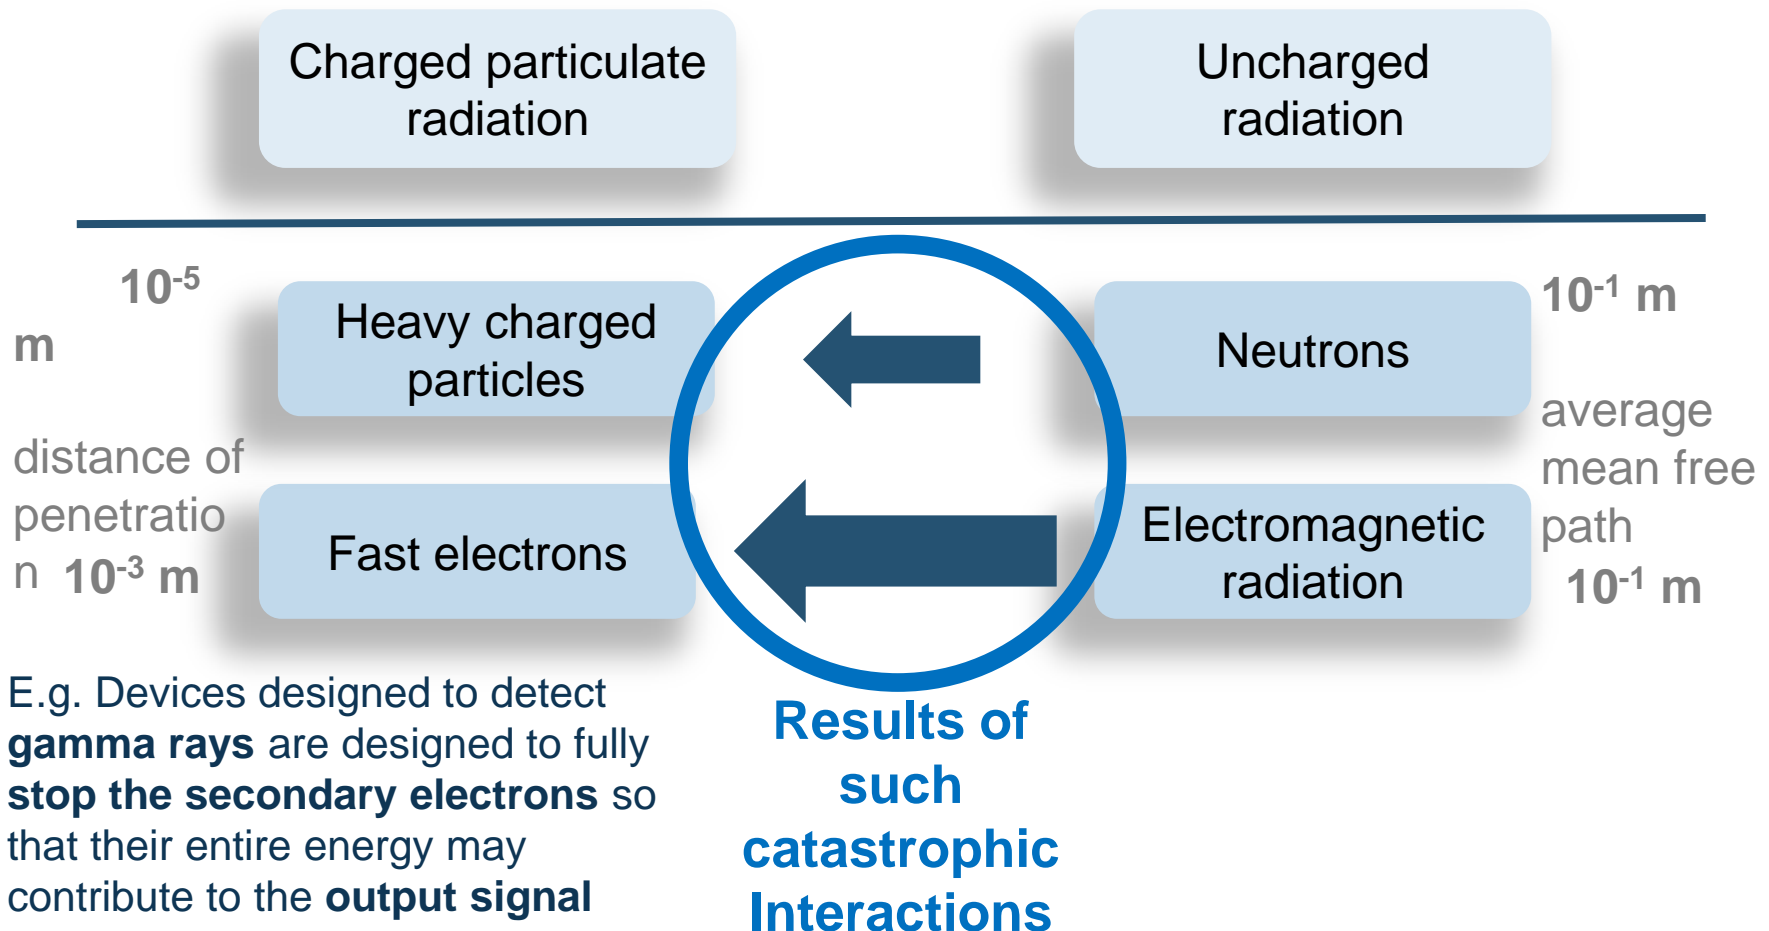 Charged particulate
radiation
Uncharged
radiation
10⁻⁵
m
distance of
penetratio
n 10⁻³ m
Heavy charged
particles
Fast electrons
Neutrons
Electromagnetic
radiation
10⁻¹ m
average
mean free
path
10⁻¹ m
E.g. Devices designed to detect
gamma rays are designed to fully
stop the secondary electrons so
that their entire energy may
contribute to the output signal
Results of
such
catastrophic
Interactions